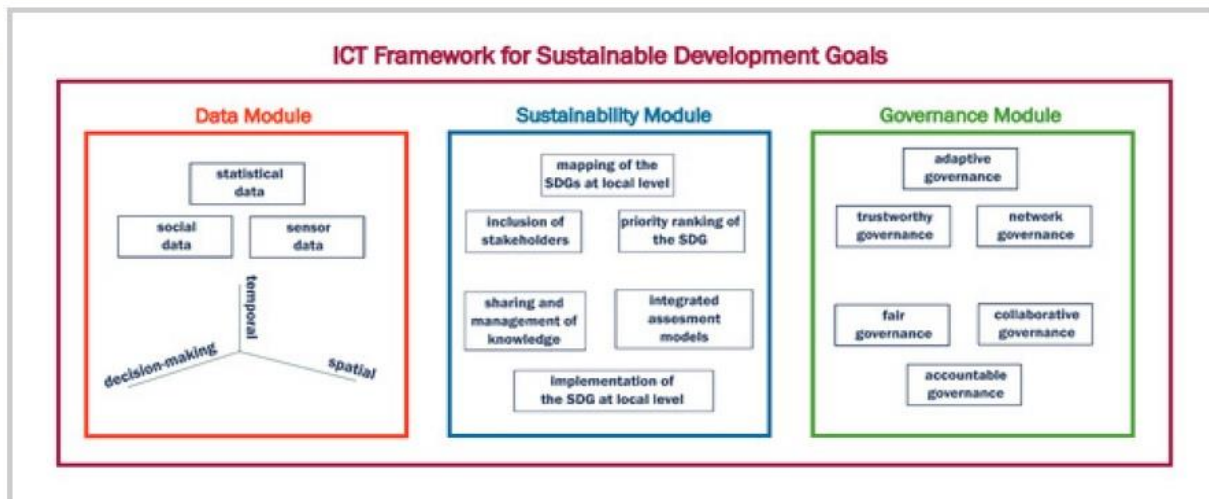 ICT Framework for Sustainable Development Goals
Data Module
statistical
data
social
data
sensor
data
temporal
decision-making
spatial
Sustainability Module
mapping of the
SDGs at local level
inclusion of
stakeholders
priority ranking of
the SDG
sharing and
management of
knowledge
integrated
assesment
models
implementation of
the SDG at local level
Governance Module
adaptive
governance
trustworthy
governance
network
governance
fair
governance
collaborative
governance
accountable
governance